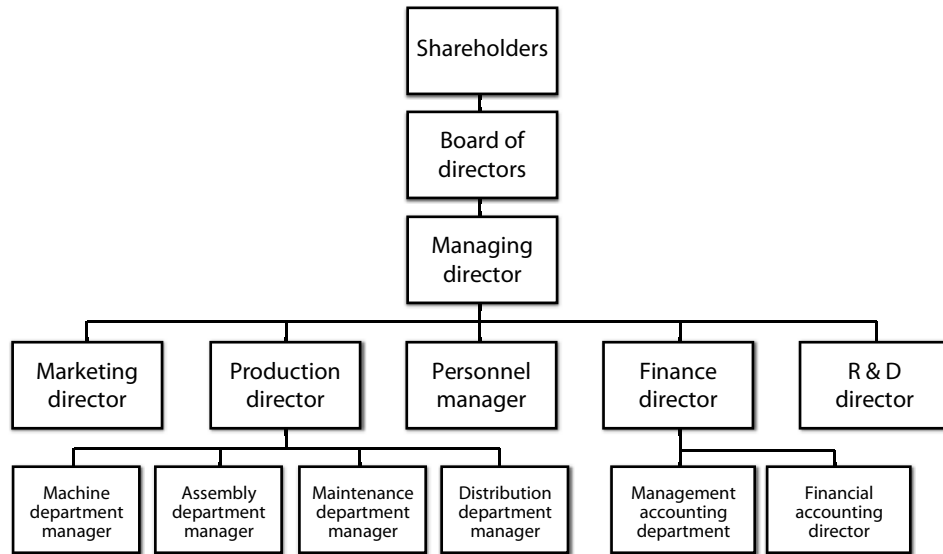 Shareholders
Board of
directors
Managing
director
Marketing
director
Production
director
Personnel
manager
Finance
director
R & D
director
Machine
department
manager
Assembly
department
manager
Maintenance
department
manager
Distribution
department
manager
Management
accounting
department
Financial
accounting
director